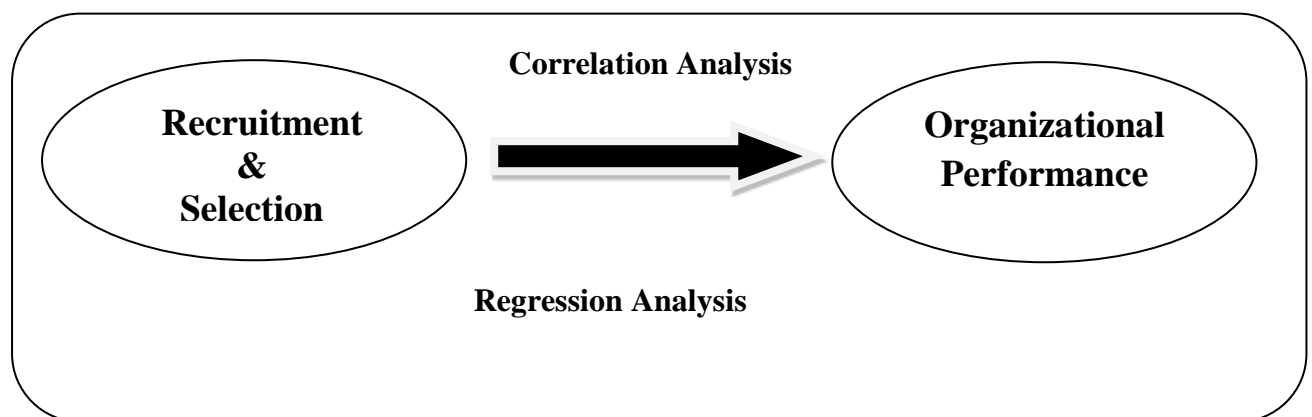 Correlation Analysis
Recruitment
&
Selection
Organizational
Performance
Regression Analysis